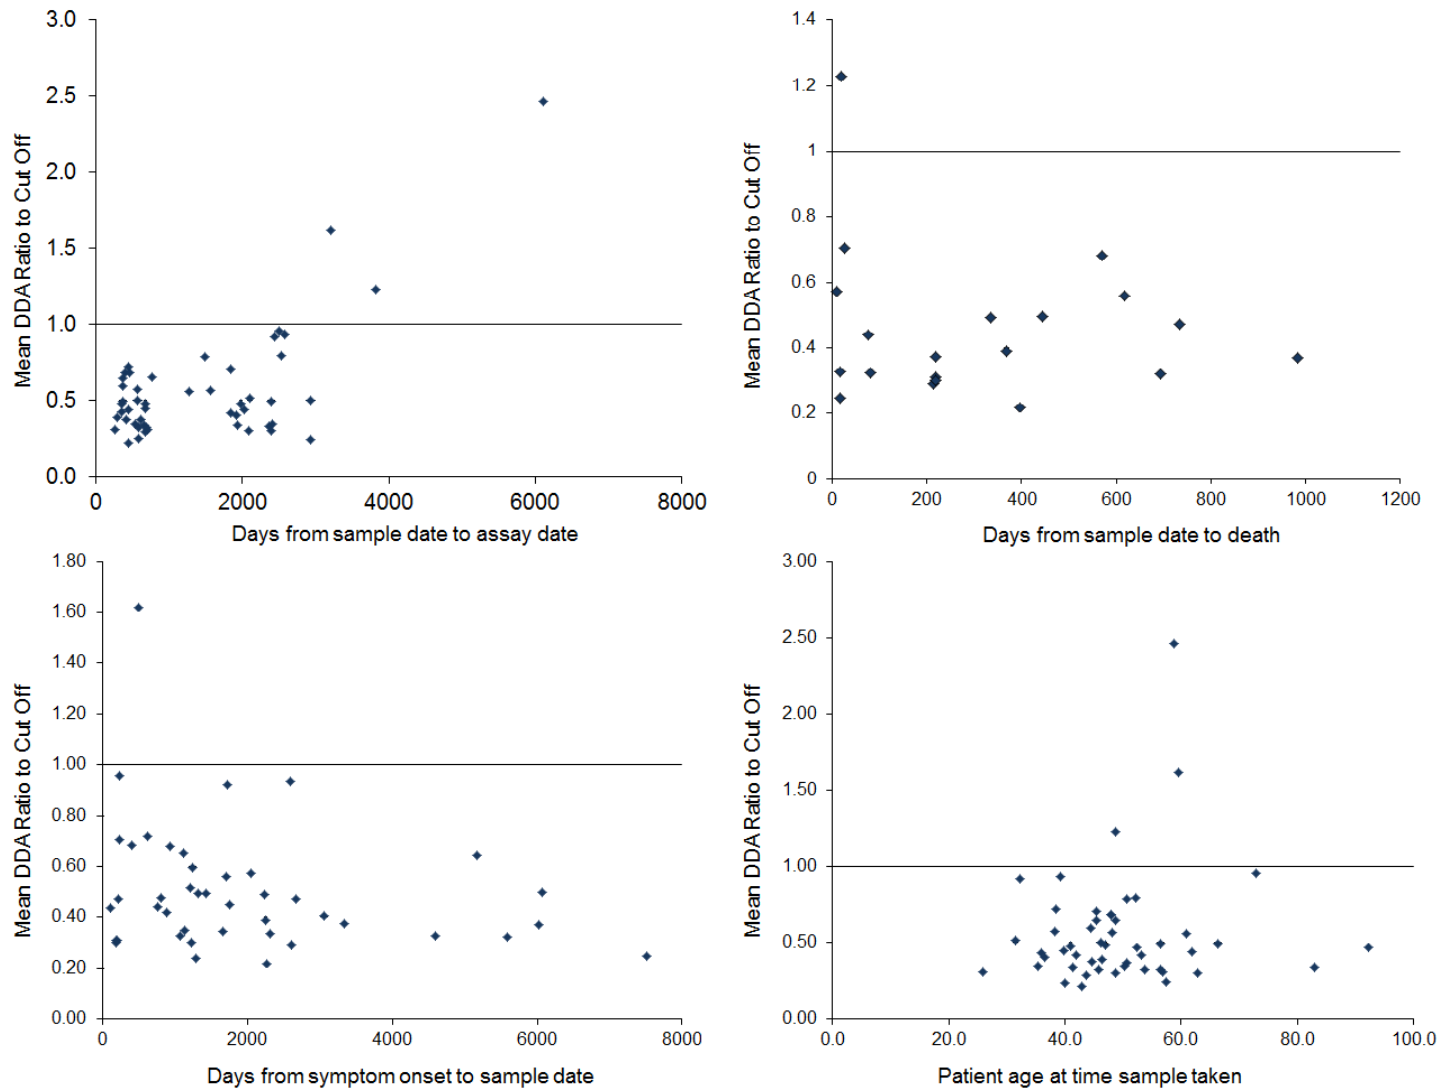 3.0
2.5
2.0
1.5
1.0
0.5
0.0
0 2000 4000 6000 8000
Mean DDA Ratio to Cut Off
Days from sample date to assay date
1.4
1.2
1
0.8
0.6
0.4
0.2
0
0 200 400 600 800 1000 1200
Mean DDA Ratio to Cut Off
Days from sample date to death
1.80
1.60
1.40
1.20
1.00
0.80
0.60
0.40
0.20
0.00
0 2000 4000 6000 8000
Mean DDA Ratio to Cut Off
Days from symptom onset to sample date
3.00
2.50
2.00
1.50
1.00
0.50
0.00
0.0 20.0 40.0 60.0 80.0 100.0
Mean DDA Ratio to Cut Off
Patient age at time sample taken